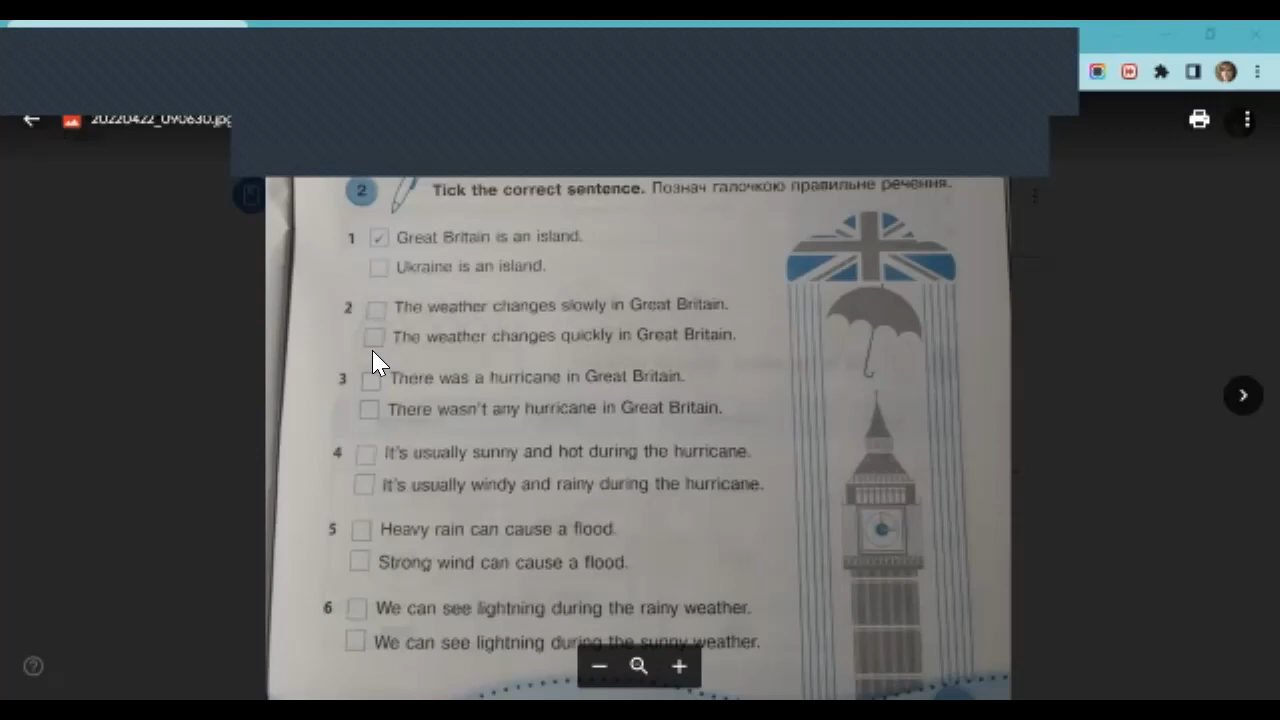 20220422_090630.jpg
2 Tick the correct sentence. Познач галочкою правильне речення.
1 ✓ Great Britain is an island.
Ukraine is an island.
2 The weather changes slowly in Great Britain.
The weather changes quickly in Great Britain.
3 There was a hurricane in Great Britain.
There wasn't any hurricane in Great Britain.
4 It's usually sunny and hot during the hurricane.
It's usually windy and rainy during the hurricane.
5 Heavy rain can cause a flood.
Strong wind can cause a flood.
6 We can see lightning during the rainy weather.
We can see lightning during the sunny weather.